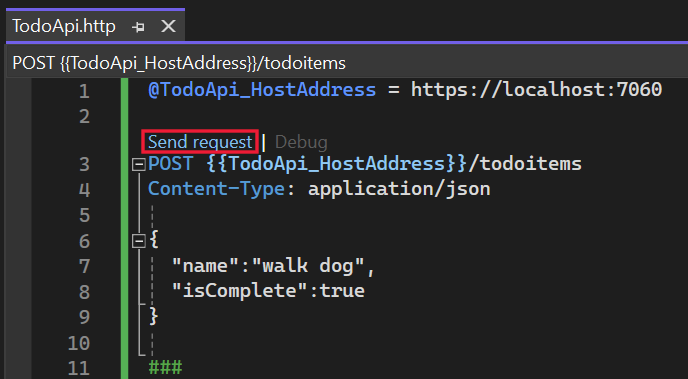 TodoApi.http
POST {{TodoApi_HostAddress}}/todoitems
1 @TodoApi_HostAddress = https://localhost:7060
2
Send request | Debug
3 POST {{TodoApi_HostAddress}}/todoitems
4 Content-Type: application/json
5
6 {
7 "name":"walk dog",
8 "isComplete":true
9 }
10
11 ###